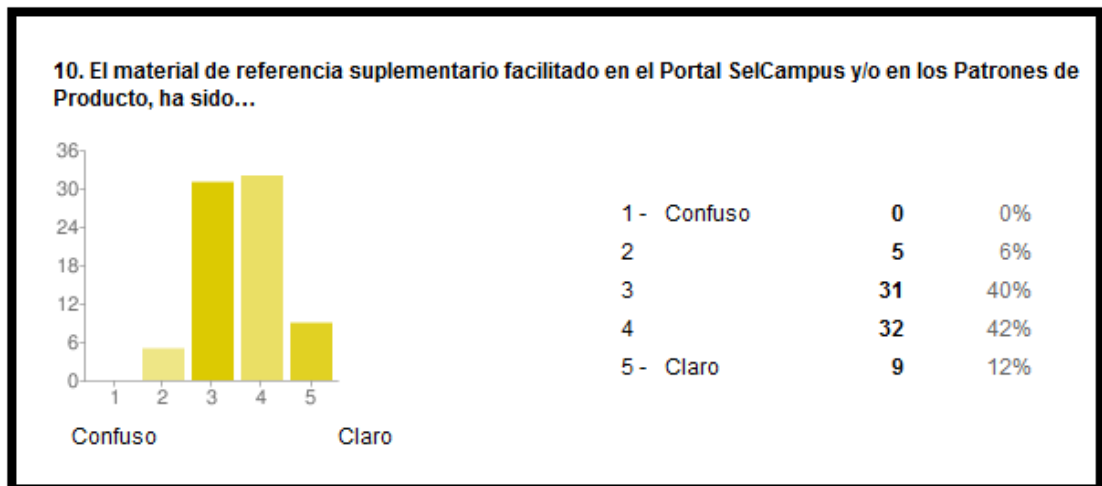 10. El material de referencia suplementario facilitado en el Portal SelCampus y/o en los Patrones de
Producto, ha sido...
36
30
24
18
12
6
0
1 2 3 4 5
Confuso Claro
1 - Confuso 0 0%
2 5 6%
3 31 40%
4 32 42%
5 - Claro 9 12%